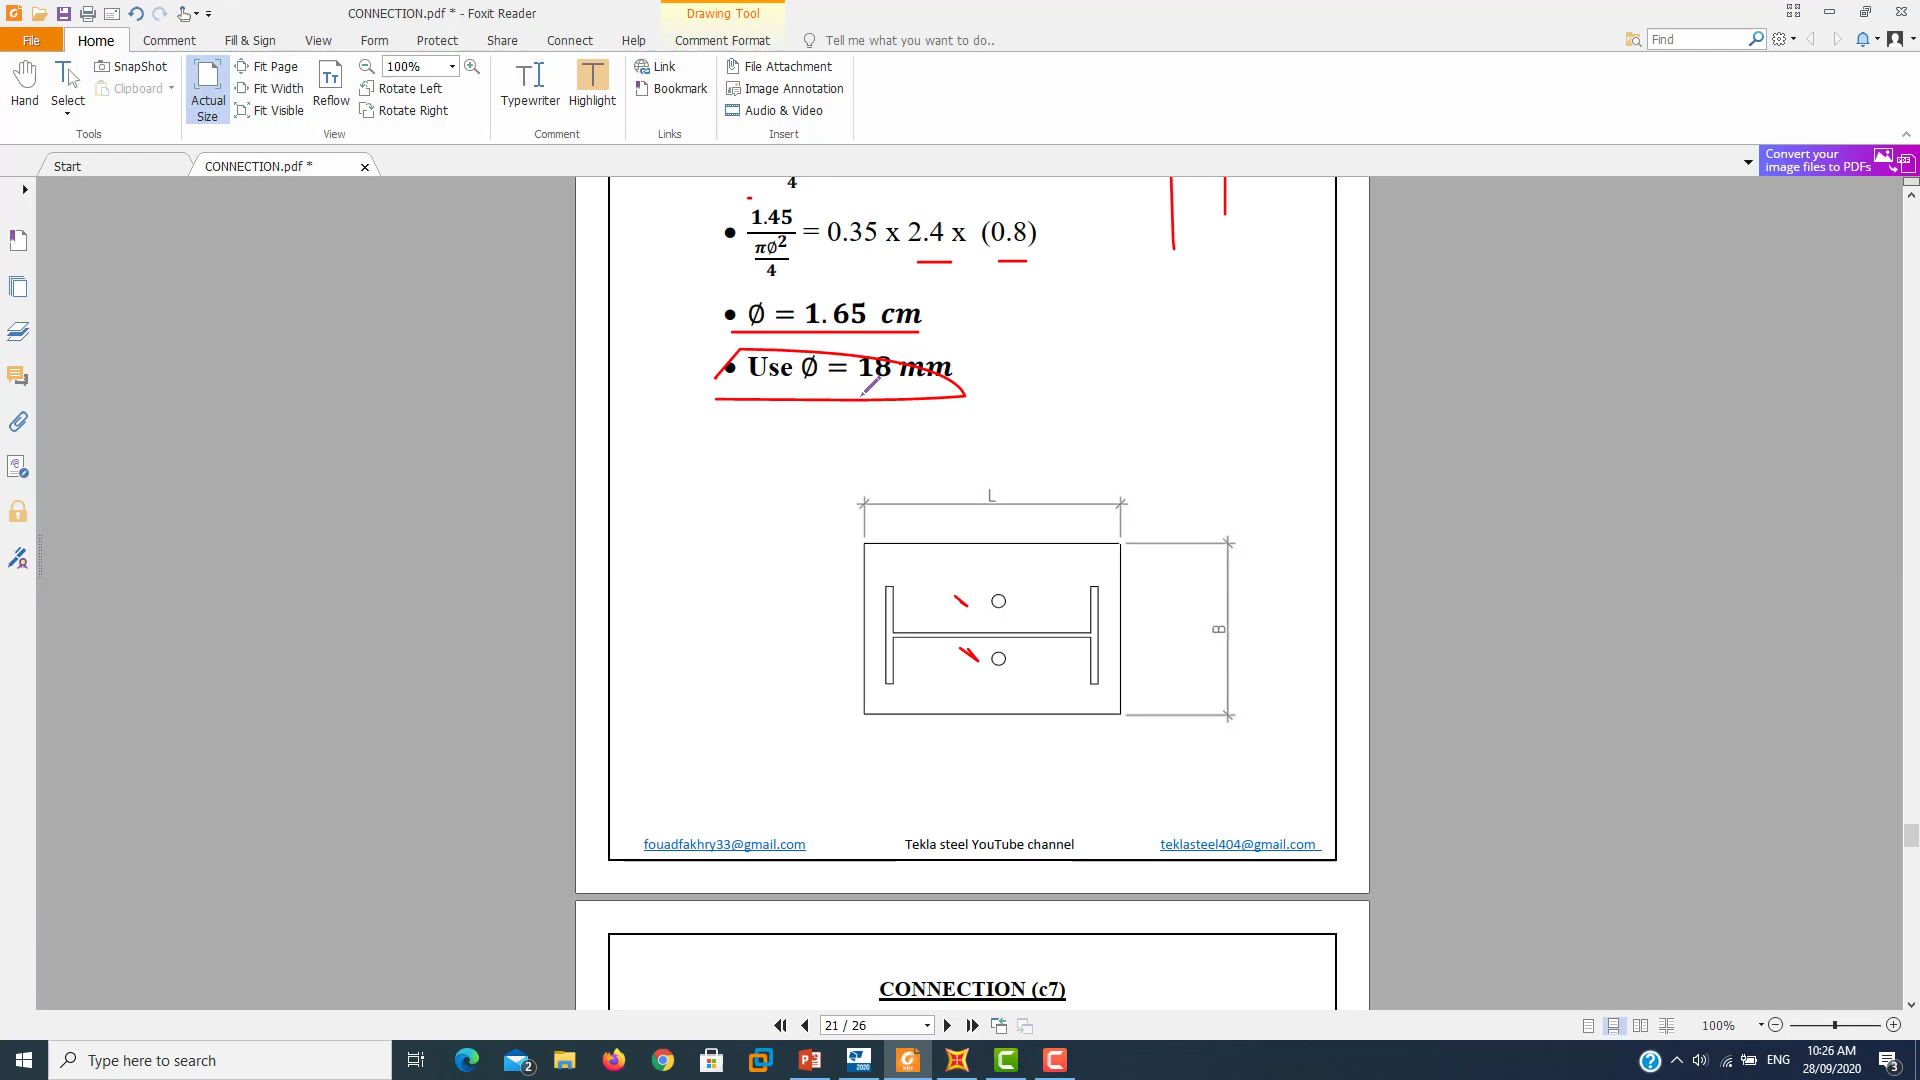 CONNECTION.pdf * - Foxit Reader
Drawing Tool
File
Home
Comment
Fill & Sign
View
Form
Protect
Share
Connect
Help
Comment Format
Tell me what you want to do..
Find
Hand
Select
SnapShot
Clipboard
Tools
Actual
Size
Fit Page
Fit Width
Fit Visible
Reflow
100%
Rotate Left
Rotate Right
View
Typewriter
Highlight
Comment
Link
Bookmark
Links
File Attachment
Image Annotation
Audio & Video
Insert
Start
CONNECTION.pdf *
Convert your
image files to PDFs
4
• 1.45 / (π∅² / 4) = 0.35 x 2.4 x (0.8)
• ∅ = 1.65 cm
• Use ∅ = 18 mm
L
B
fouadfakhry33@gmail.com
Tekla steel YouTube channel
teklasteel404@gmail.com
CONNECTION (c7)
21 / 26
100%
Type here to search
2
2020
ENG
10:26 AM
28/09/2020
3